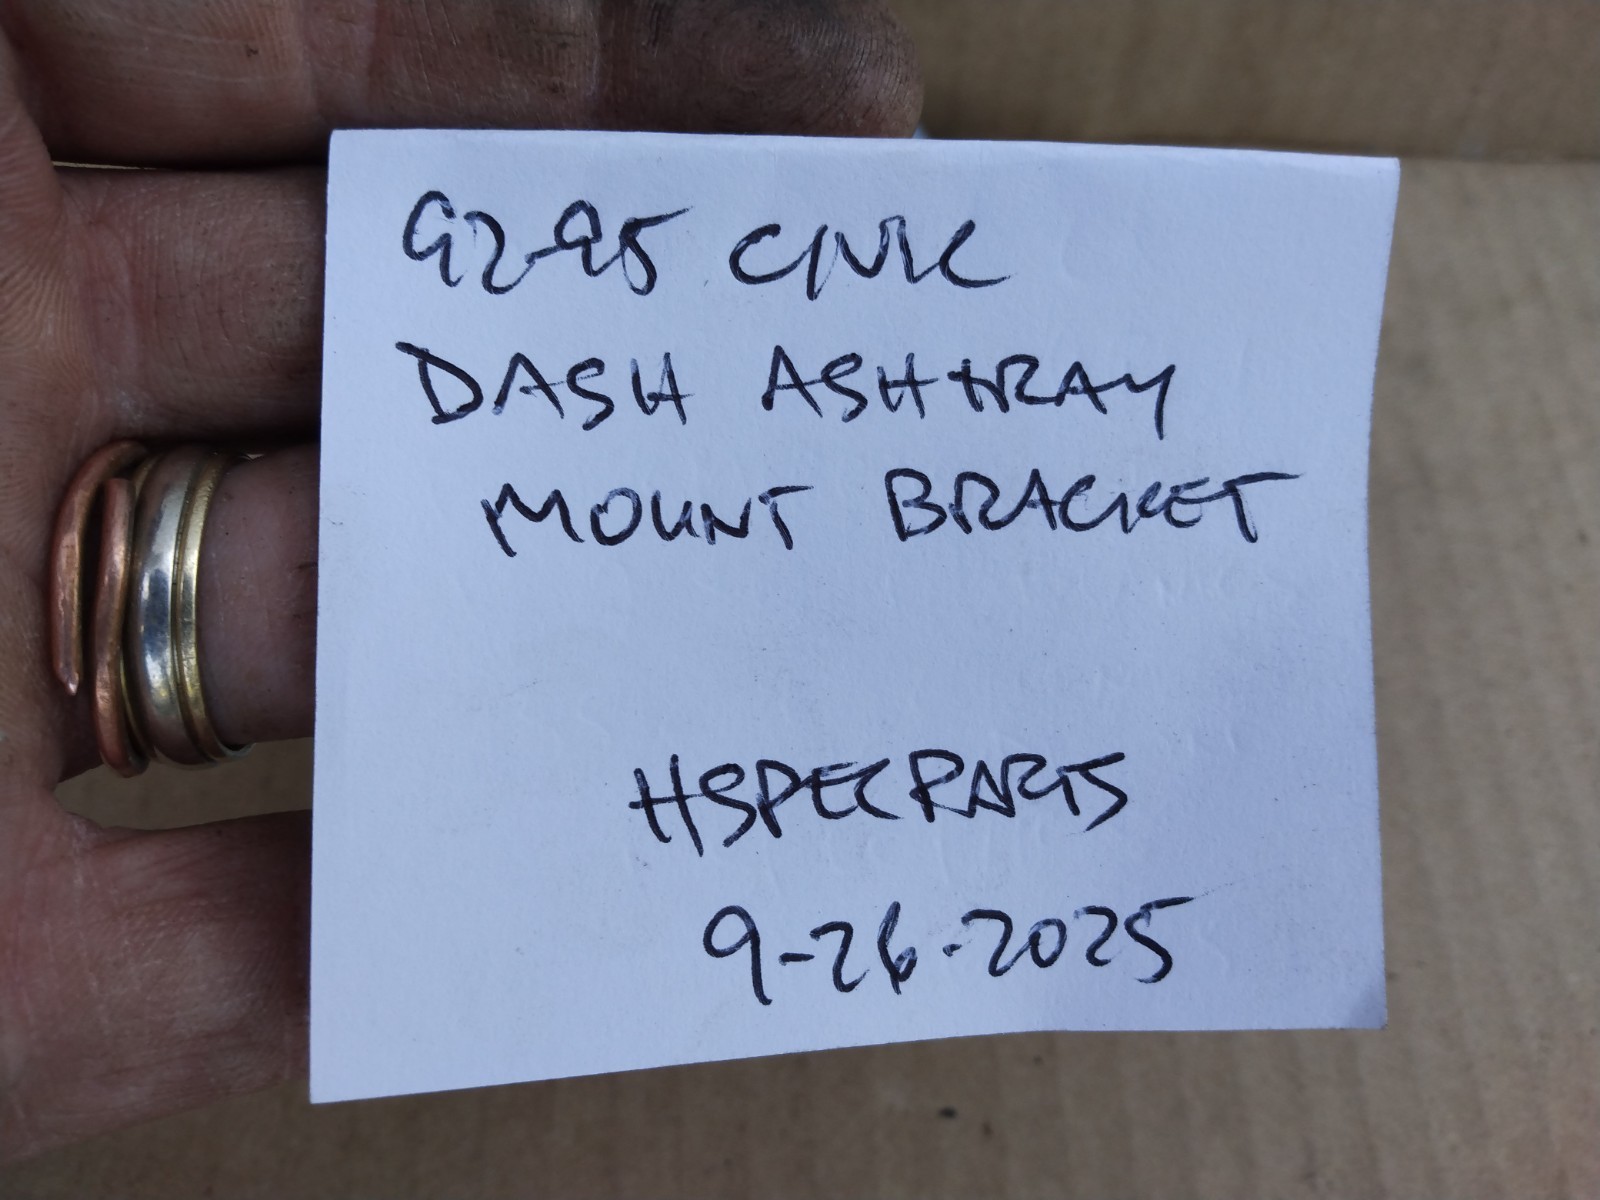 92-95 CIVIC
DASH ASHTRAY
MOUNT BRACKET
HSPECPARTS
9-26-2025